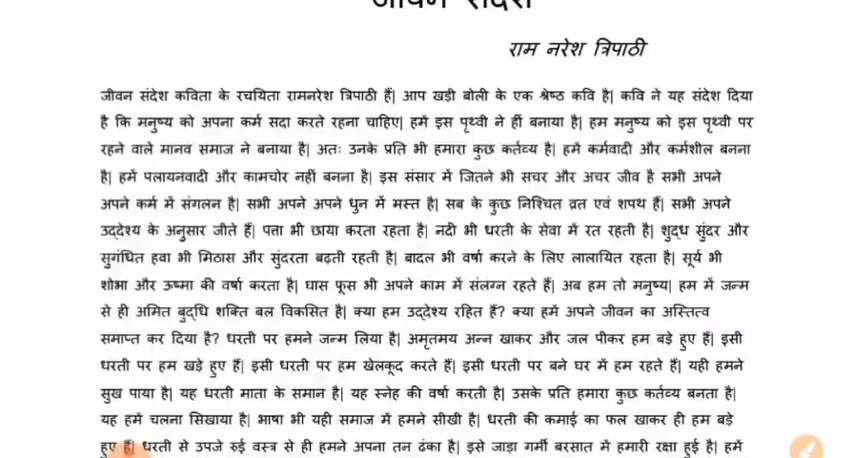 जीवन संदेश
राम नरेश त्रिपाठी
जीवन संदेश कविता के रचयिता रामनरेश त्रिपाठी हैं| आप खड़ी बोली के एक श्रेष्ठ कवि है| कवि ने यह संदेश दिया
है कि मनुष्य को अपना कर्म सदा करते रहना चाहिए| हमें इस पृथ्वी ने हीं बनाया है| हम मनुष्य को इस पृथ्वी पर
रहने वाले मानव समाज ने बनाया है| अतः उनके प्रति भी हमारा कुछ कर्तव्य है| हमें कर्मवादी और कर्मशील बनना
है| हमें पलायनवादी और कामचोर नहीं बनना है| इस संसार में जितने भी सचर और अचर जीव है सभी अपने
अपने कर्म में संगलन है| सभी अपने अपने धुन में मस्त है| सब के कुछ निश्चित व्रत एवं शपथ हैं| सभी अपने
उद्देश्य के अनुसार जीते हैं| पत्ता भी छाया करता रहता है| नदी भी धरती के सेवा में रत रहती है| शुद्ध सुंदर और
सुगंधित हवा भी मिठास और सुंदरता बढ़ती रहती है| बादल भी वर्षा करने के लिए लालायित रहता है| सूर्य भी
शोभा और ऊष्मा की वर्षा करता है| घास फूस भी अपने काम में संलग्न रहते हैं| अब हम तो मनुष्य| हम में जन्म
से ही अमित बुद्धि शक्ति बल विकसित है| क्या हम उद्देश्य रहित हैं? क्या हमें अपने जीवन का अस्तित्व
समाप्त कर दिया है? धरती पर हमने जन्म लिया है| अमृतमय अन्न खाकर और जल पीकर हम बड़े हुए हैं| इसी
धरती पर हम खड़े हुए हैं| इसी धरती पर हम खेलकूद करते हैं| इसी धरती पर बने घर में हम रहते हैं| यही हमने
सुख पाया है| यह धरती माता के समान है| यह स्नेह की वर्षा करती है| उसके प्रति हमारा कुछ कर्तव्य बनता है|
यह हमें चलना सिखाया है| भाषा भी यही समाज में हमने सीखी है| धरती की कमाई का फल खाकर ही हम बड़े
हुए हैं| धरती से उपजे रुई वस्त्र से ही हमने अपना तन ढंका है| इसे जाड़ा गर्मी बरसात में हमारी रक्षा हुई है| हमें